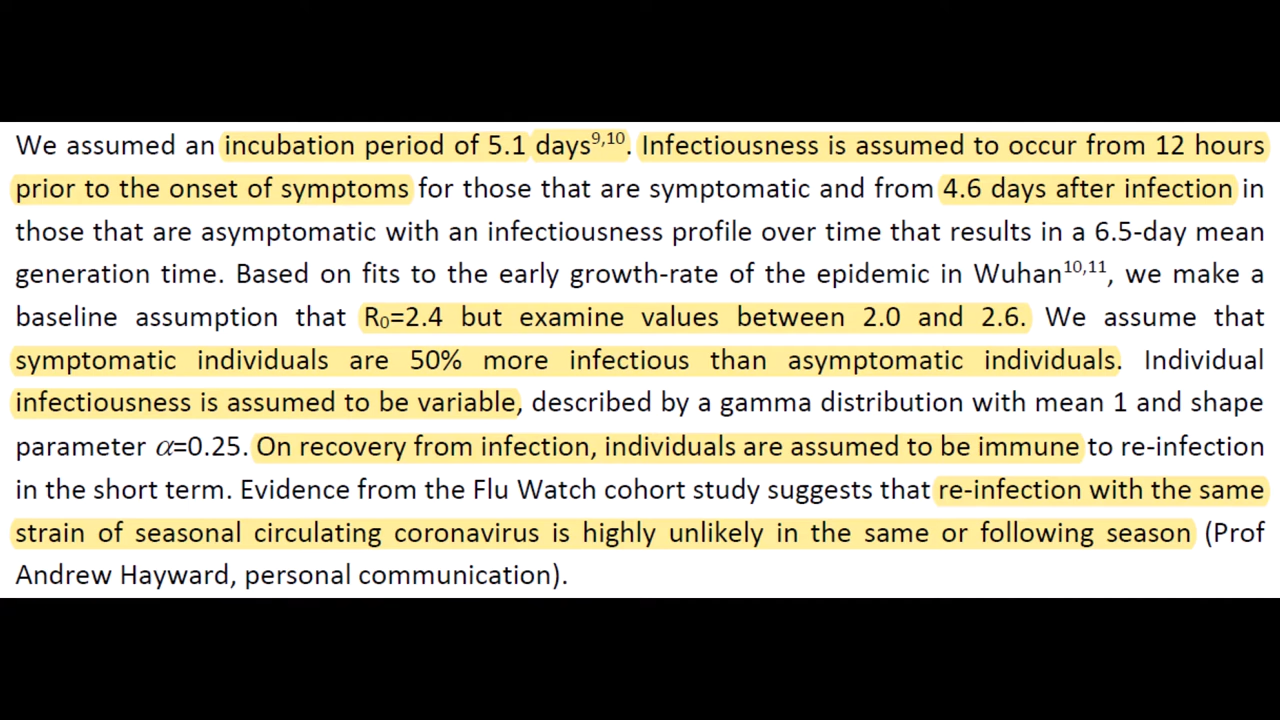 We assumed an incubation period of 5.1 days9,10. Infectiousness is assumed to occur from 12 hours
prior to the onset of symptoms for those that are symptomatic and from 4.6 days after infection in
those that are asymptomatic with an infectiousness profile over time that results in a 6.5-day mean
generation time. Based on fits to the early growth-rate of the epidemic in Wuhan10,11, we make a
baseline assumption that R0=2.4 but examine values between 2.0 and 2.6. We assume that
symptomatic individuals are 50% more infectious than asymptomatic individuals. Individual
infectiousness is assumed to be variable, described by a gamma distribution with mean 1 and shape
parameter α=0.25. On recovery from infection, individuals are assumed to be immune to re-infection
in the short term. Evidence from the Flu Watch cohort study suggests that re-infection with the same
strain of seasonal circulating coronavirus is highly unlikely in the same or following season (Prof
Andrew Hayward, personal communication).